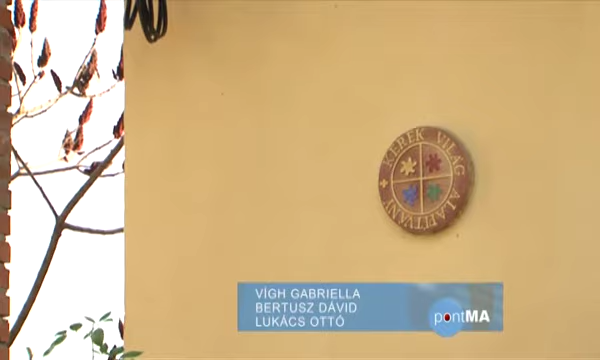 KEREK VILÁG ALAPÍTVÁNY
VÍGH GABRIELLA
BERTUSZ DÁVID
LUKÁCS OTTÓ
pontMA